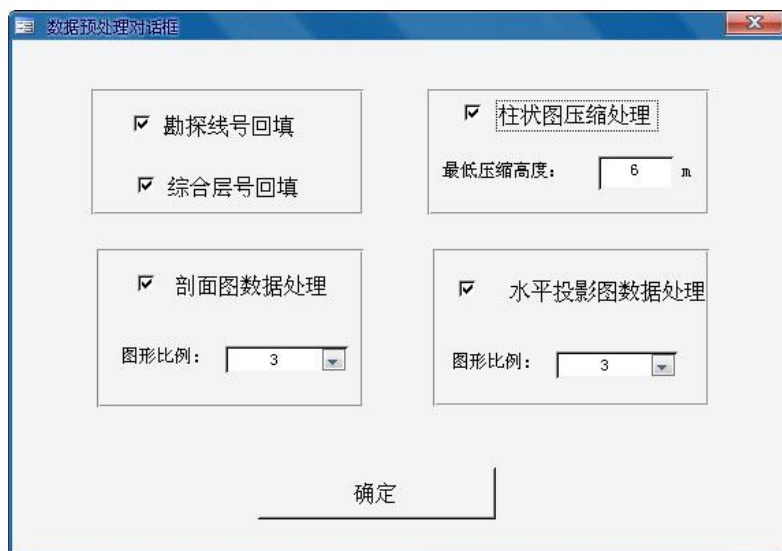 数据预处理对话框
勘探线号回填
综合层号回填
柱状图压缩处理
最低压缩高度： 6 m
剖面图数据处理
图形比例： 3
水平投影图数据处理
图形比例： 3
确定